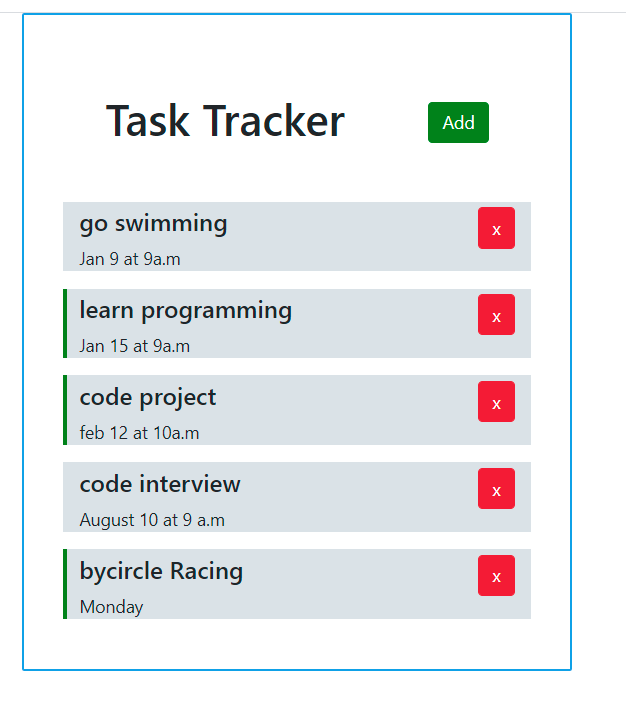 Task Tracker
Add
go swimming
x
Jan 9 at 9a.m
learn programming
x
Jan 15 at 9a.m
code project
x
feb 12 at 10a.m
code interview
x
August 10 at 9 a.m
bycircle Racing
x
Monday